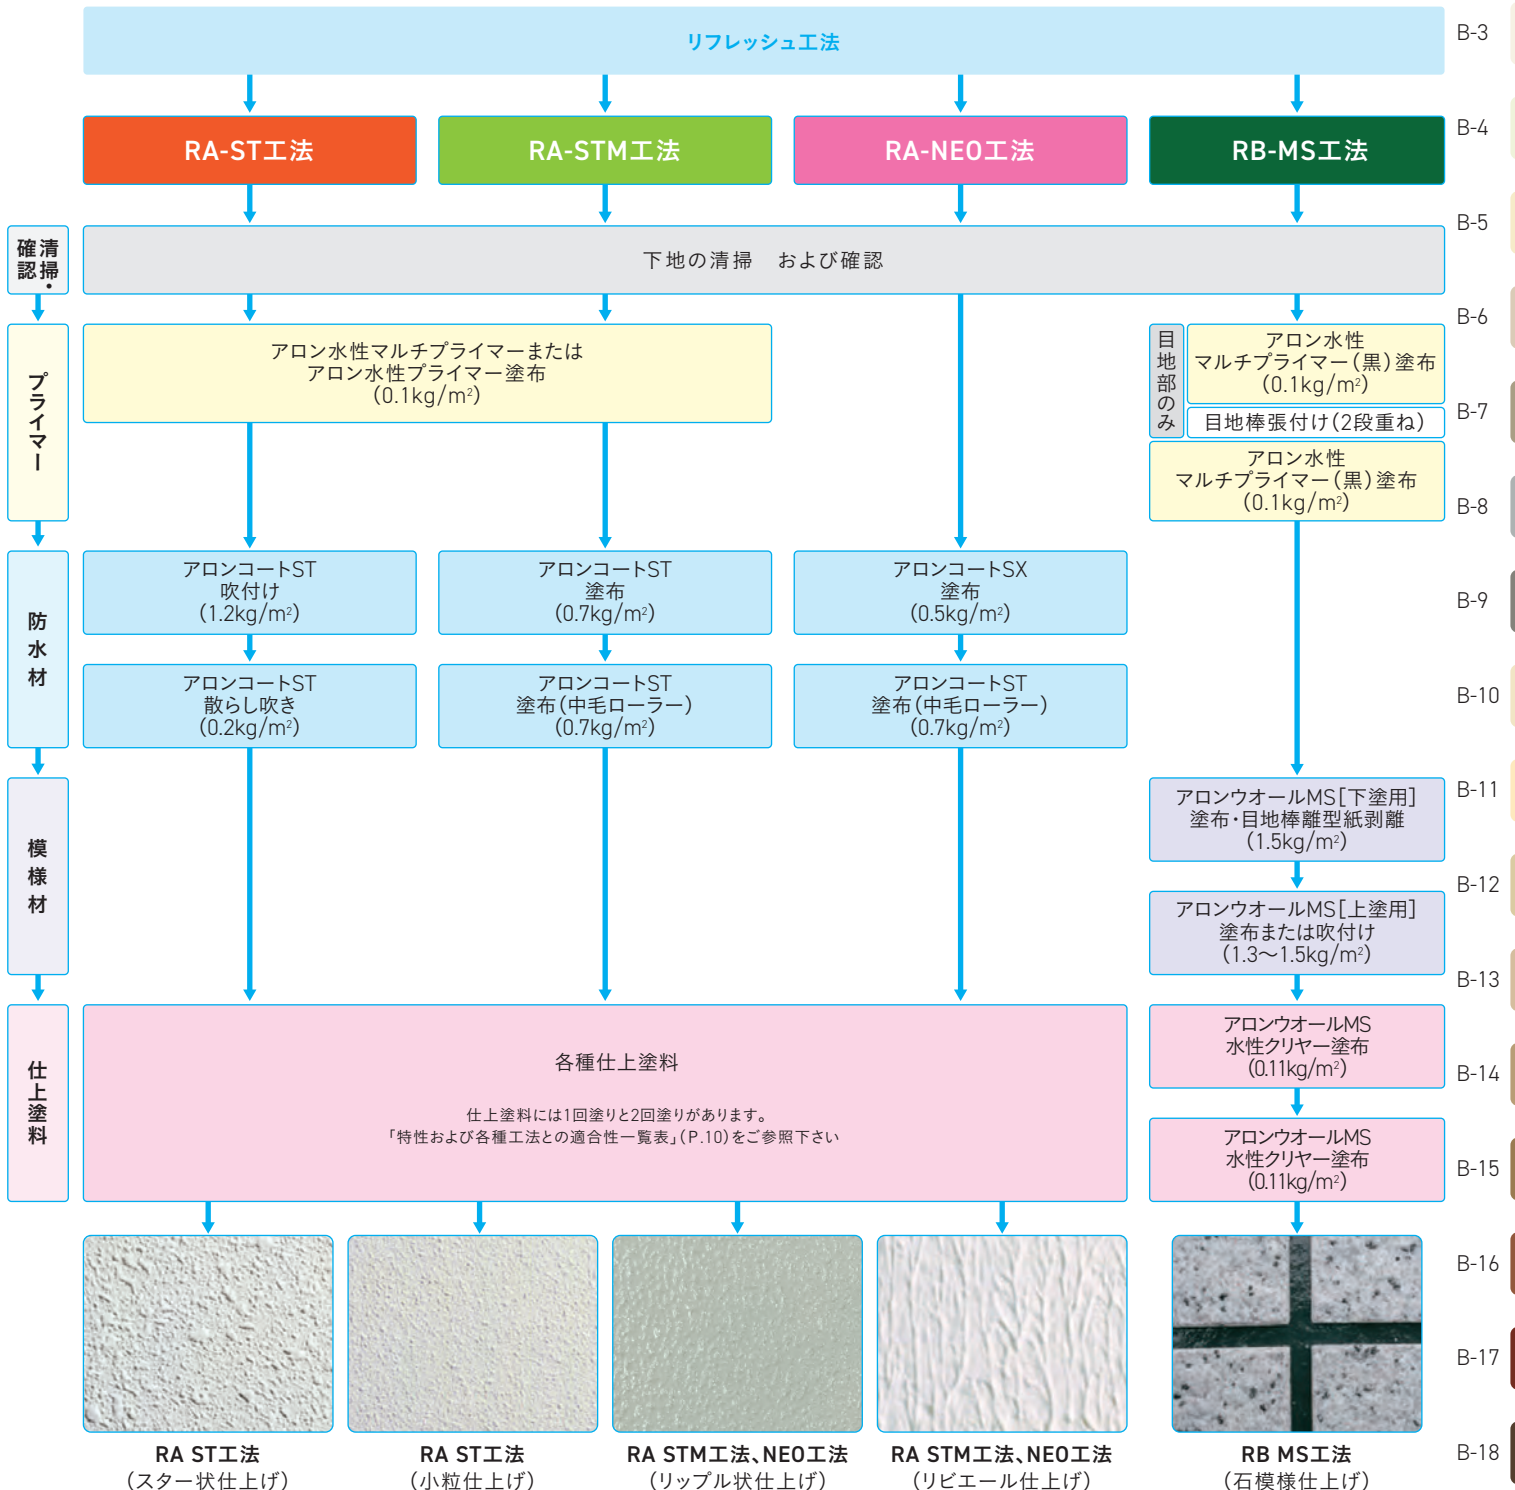 リフレッシュ工法
RA-ST工法
RA-STM工法
RA-NEO工法
RB-MS工法
清掃・
確認
下地の清掃　および確認
プライマー
アロン水性マルチプライマーまたは
アロン水性プライマー塗布
(0.1kg/m²)
目地部のみ
アロン水性
マルチプライマー(黒)塗布
(0.1kg/m²)
目地棒張付け(2段重ね)
アロン水性
マルチプライマー(黒)塗布
(0.1kg/m²)
防水材
アロンコートST
吹付け
(1.2kg/m²)
アロンコートST
塗布
(0.7kg/m²)
アロンコートSX
塗布
(0.5kg/m²)
アロンコートST
散らし吹き
(0.2kg/m²)
アロンコートST
塗布(中毛ローラー)
(0.7kg/m²)
アロンコートST
塗布(中毛ローラー)
(0.7kg/m²)
模様材
アロンウオールMS[下塗用]
塗布・目地棒離型紙剥離
(1.5kg/m²)
アロンウオールMS[上塗用]
塗布または吹付け
(1.3〜1.5kg/m²)
仕上塗料
各種仕上塗料
仕上塗料には1回塗りと2回塗りがあります。
「特性および各種工法との適合性一覧表」(P.10)をご参照下さい
アロンウオールMS
水性クリヤー塗布
(0.11kg/m²)
アロンウオールMS
水性クリヤー塗布
(0.11kg/m²)
RA ST工法
(スター状仕上げ)
RA ST工法
(小粒仕上げ)
RA STM工法、NEO工法
(リップル状仕上げ)
RA STM工法、NEO工法
(リビエール仕上げ)
RB MS工法
(石模様仕上げ)
B-3
B-4
B-5
B-6
B-7
B-8
B-9
B-10
B-11
B-12
B-13
B-14
B-15
B-16
B-17
B-18